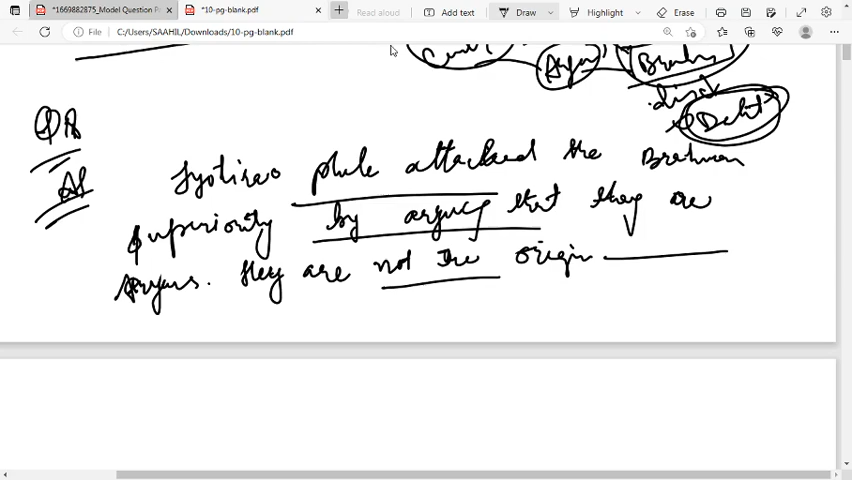 *1669882875_Model Question P
*10-pg-blank.pdf
Read aloud
Add text
Draw
Highlight
Erase
File
C:/Users/SAAHIL/Downloads/10-pg-blank.pdf
Aryan Brahm
Jyotirao phule attacked the Brahman
superiority by arguing that they are
Aryans. they are not the origin